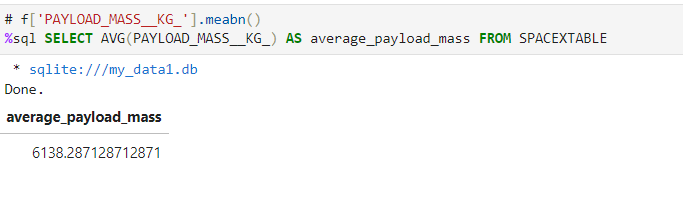 # f['PAYLOAD_MASS__KG_'].meabn()
%sql SELECT AVG(PAYLOAD_MASS__KG_) AS average_payload_mass FROM SPACEXTABLE
* sqlite:///my_data1.db
Done.
average_payload_mass
6138.287128712871